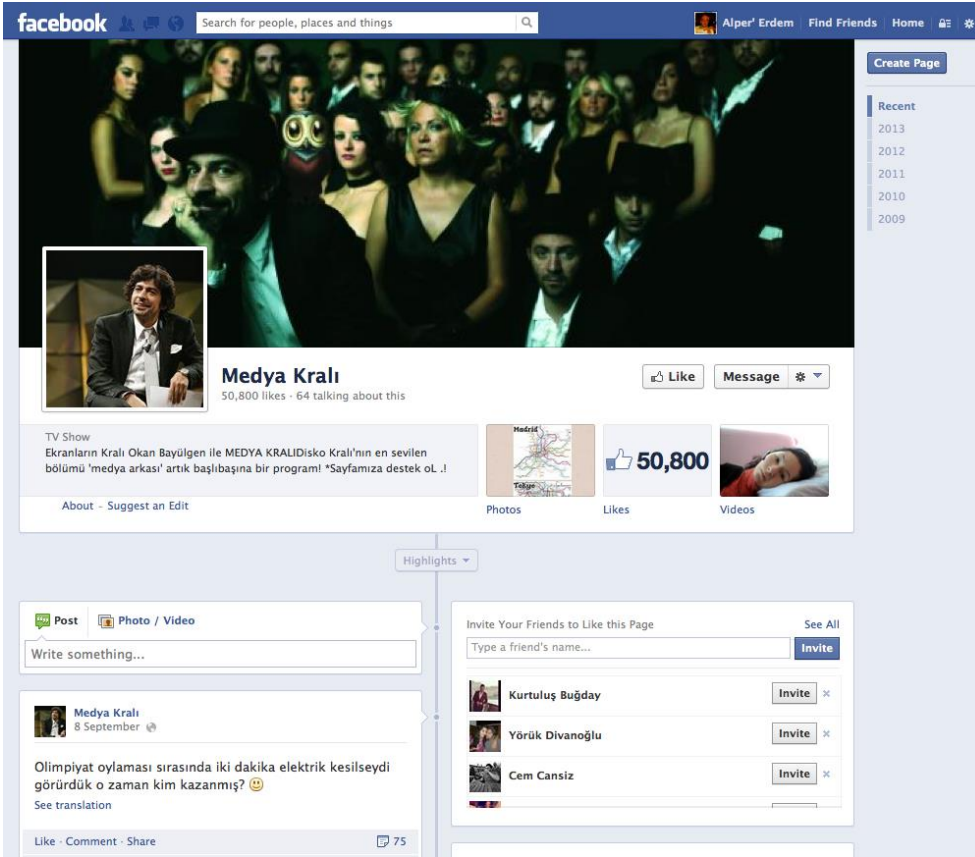 facebook
Search for people, places and things
Alper' Erdem
Find Friends
Home
Create Page
Recent
2013
2012
2011
2010
2009
Medya Kralı
50,800 likes · 64 talking about this
Like
Message
TV Show
Ekranların Kralı Okan Bayülgen ile MEDYA KRALIDisko Kralı'nın en sevilen
bölümü 'medya arkası' artık başlıbaşına bir program! *Sayfamıza destek oL .!
About - Suggest an Edit
Madrid
Tokyo
Photos
50,800
Likes
Videos
Highlights
Post
Photo / Video
Write something...
Medya Kralı
8 September
Olimpiyat oylaması sırasında iki dakika elektrik kesilseydi
görürdük o zaman kim kazanmış? 🙂
See translation
Like · Comment · Share
75
Invite Your Friends to Like this Page
See All
Type a friend's name...
Invite
Kurtuluş Buğday
Invite
Yörük Divanoğlu
Invite
Cem Cansiz
Invite